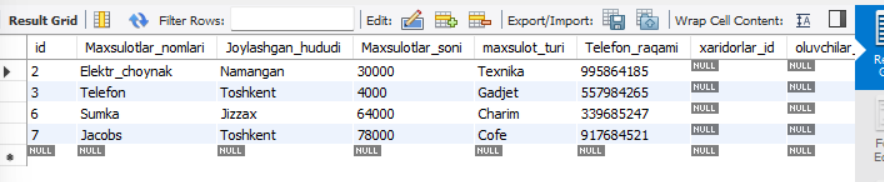 Result Grid Filter Rows: Edit: Export/Import: Wrap Cell Content:
id Maxsulotlar_nomlari Joylashgan_hududi Maxsulotlar_soni maxsulot_turi Telefon_raqami xaridorlar_id oluvchilar_
2 Elektr_choynak Namangan 30000 Texnika 995864185 NULL NULL
3 Telefon Toshkent 4000 Gadjet 557984265 NULL NULL
6 Sumka Jizzax 64000 Charim 339685247 NULL NULL
7 Jacobs Toshkent 78000 Cofe 917684521 NULL NULL
NULL NULL NULL NULL NULL NULL NULL NULL